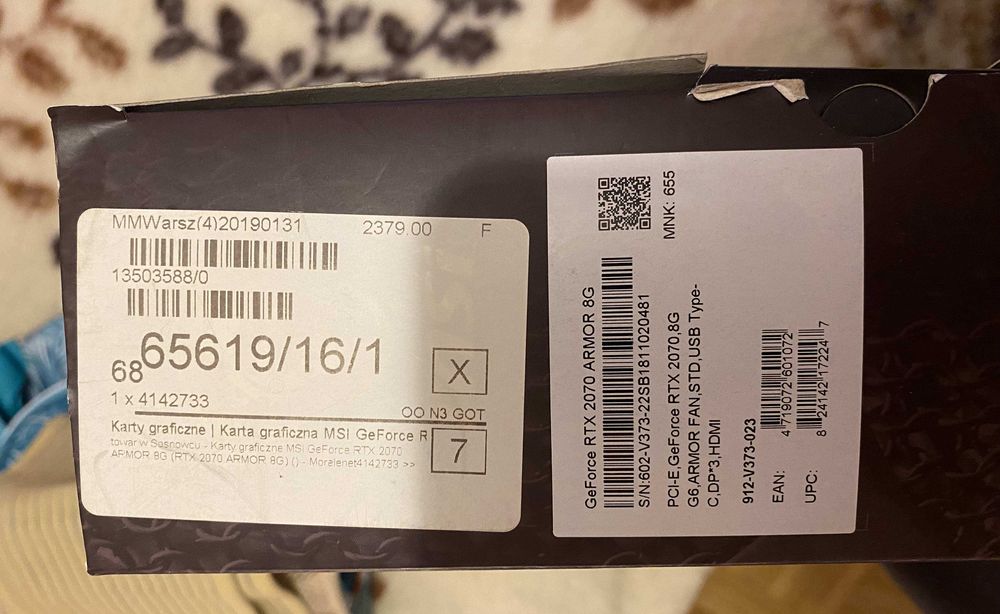 MMWarsz(4)20190131 2379.00 F
13503588/0
6865619/16/1 X
1 x 4142733
OO N3 GOT
Karty graficzne | Karta graficzna MSI GeForce R 7
towar w Sosnowcu - Karty graficzne MSI GeForce RTX 2070
ARMOR 8G (RTX 2070 ARMOR 8G) () - Morelenet4142733 >>
MNK: 655
GeForce RTX 2070 ARMOR 8G
S/N:602-V373-22SB1811020481
PCI-E,GeForce RTX 2070,8G
G6,ARMOR FAN,STD,USB Type-
C,DP*3,HDMI
912-V373-023
EAN: 4719072601072
UPC: 824142172247